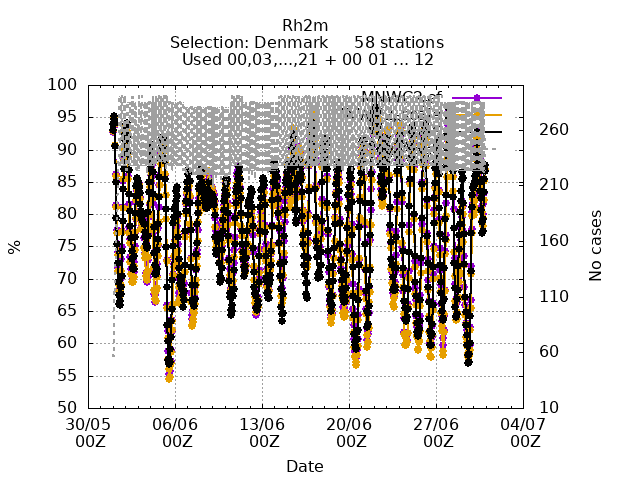 Rh2m
Selection: Denmark 58 stations
Used 00,03,...,21 + 00 01 ... 12
100
95
90
85
80
75
70
65
60
55
50
260
210
160
110
60
10
%
No cases
30/05 06/06 13/06 20/06 27/06 04/07
00Z 00Z 00Z 00Z 00Z 00Z
Date